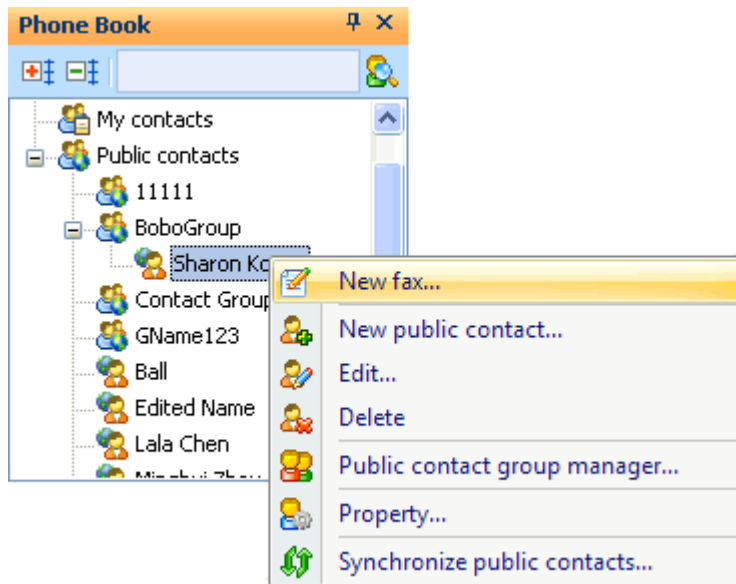 Phone Book
My contacts
Public contacts
11111
BoboGroup
Sharon
Contact Group
GName123
Ball
Edited Name
Lala Chen
New fax...
New public contact...
Edit...
Delete
Public contact group manager...
Property...
Synchronize public contacts...